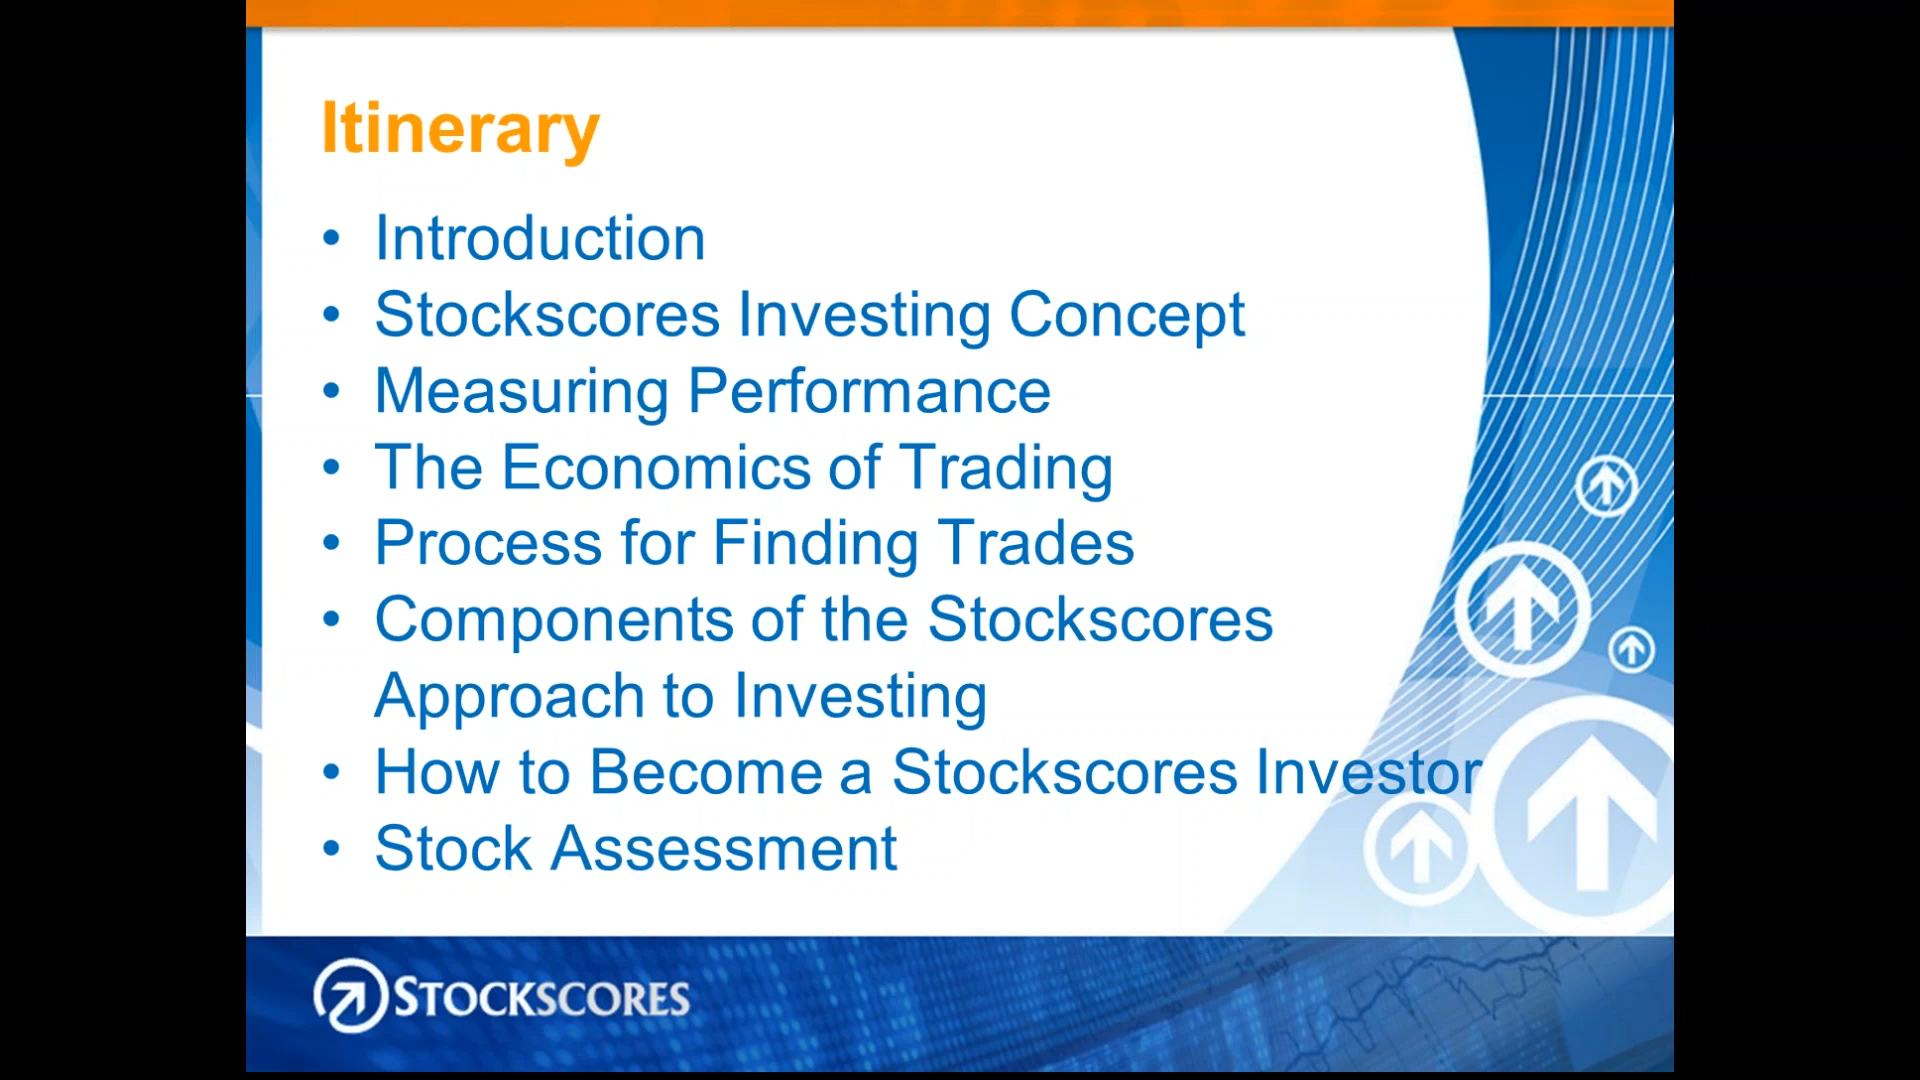 Itinerary
• Introduction
• Stockscores Investing Concept
• Measuring Performance
• The Economics of Trading
• Process for Finding Trades
• Components of the Stockscores
Approach to Investing
• How to Become a Stockscores Investor
• Stock Assessment
STOCKSCORES